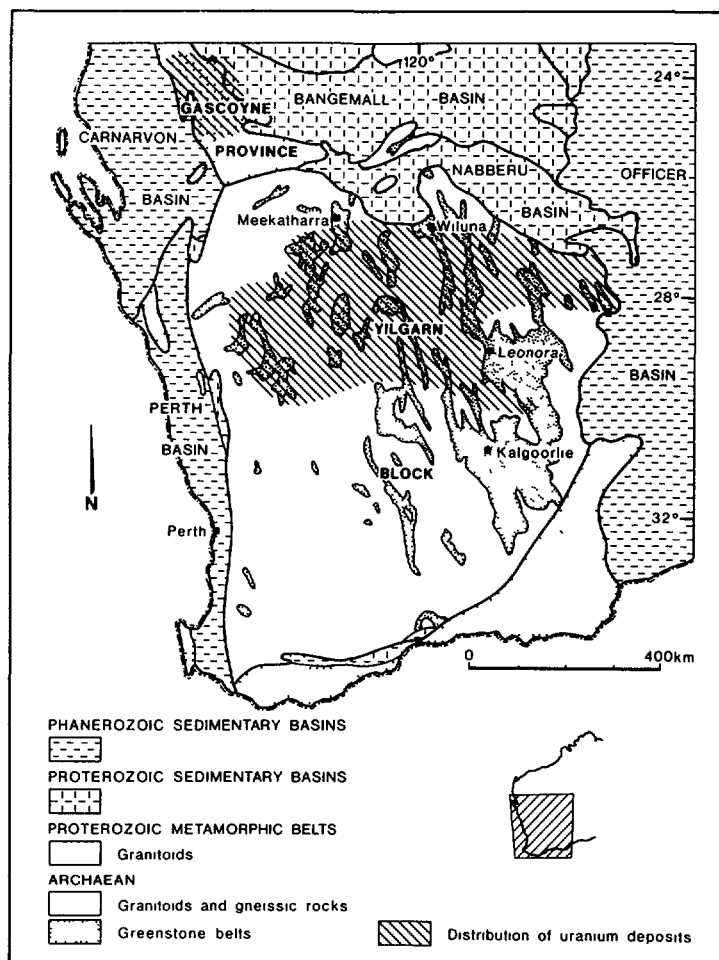 120°
24°
GASCOYNE
BANGEMALL BASIN
CARNARVON
PROVINCE
NABBERU
OFFICER
BASIN
BASIN
Meekatharra
Wiluna
28°
YILGARN
Leonora
BASIN
PERTH
BASIN
Kalgoorlie
BLOCK
N
32°
Perth
0 400km
PHANEROZOIC SEDIMENTARY BASINS
PROTEROZOIC SEDIMENTARY BASINS
PROTEROZOIC METAMORPHIC BELTS
Granitoids
ARCHAEAN
Granitoids and gneissic rocks
Greenstone belts
Distribution of uranium deposits